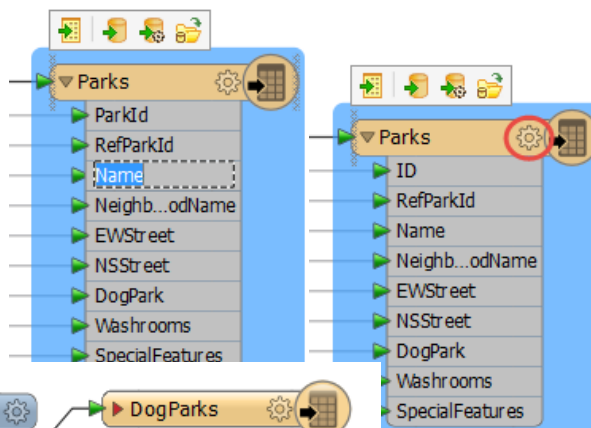 Parks
ParkId
RefParkId
Name
Neighb...odName
EWStreet
NSStreet
DogPark
Washrooms
SpecialFeatures
Parks
ID
RefParkId
Name
Neighb...odName
EWStreet
NSStreet
DogPark
Washrooms
SpecialFeatures
DogParks